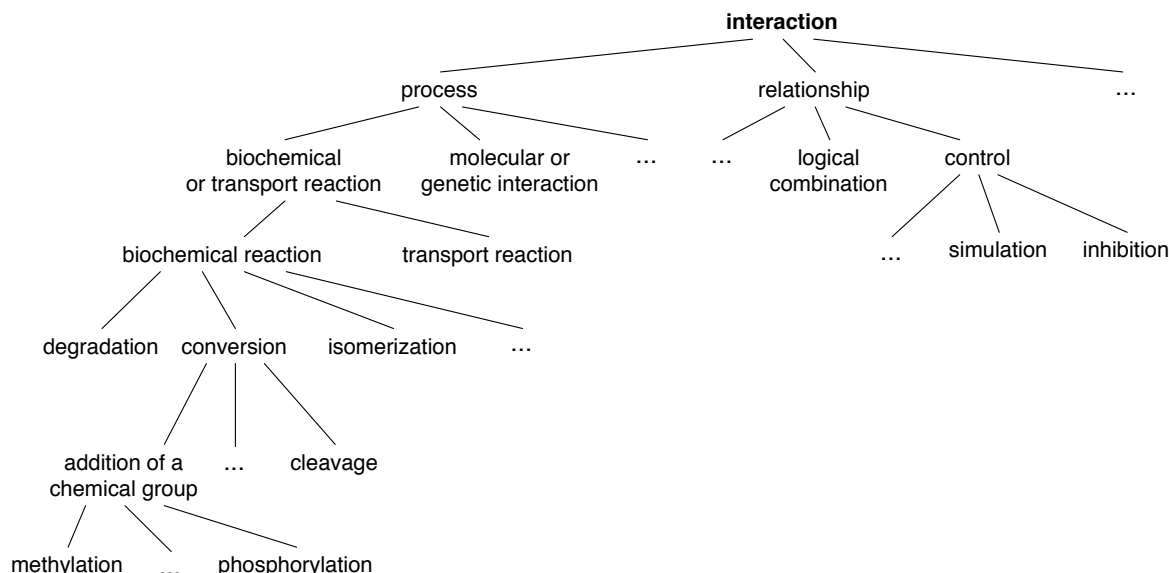 interaction
process
relationship
...
biochemical
or transport reaction
molecular or
genetic interaction
...
...
logical
combination
control
biochemical reaction
transport reaction
...
simulation
inhibition
degradation
conversion
isomerization
...
addition of a
chemical group
...
cleavage
methylation
...
phosphorylation